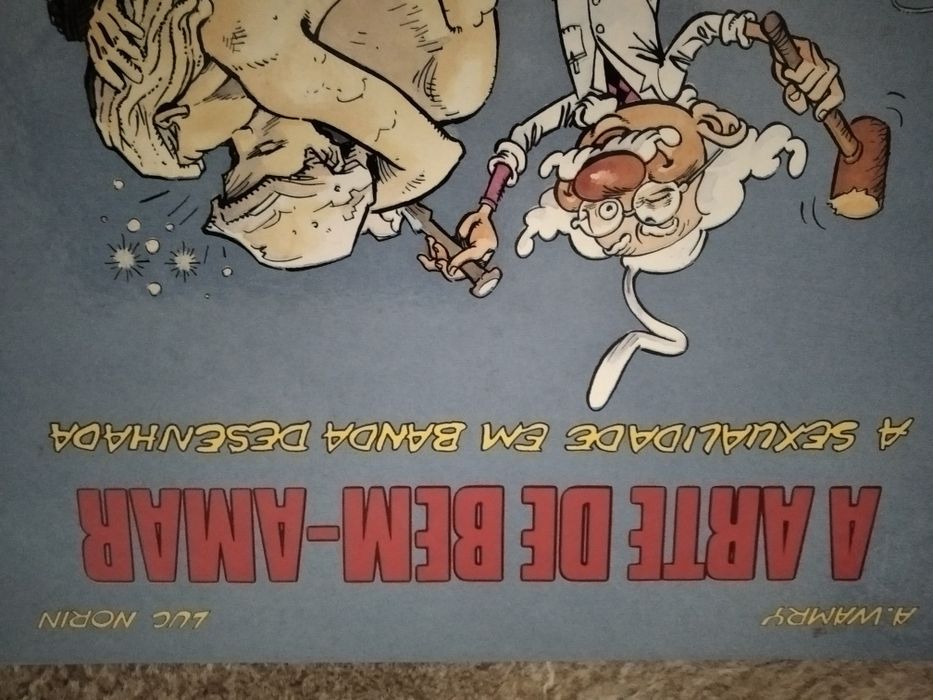 A. WAMRY LUC NORIN
A ARTE DE BEM-AMAR
A SEXUALIDADE EM BANDA DESENHADA